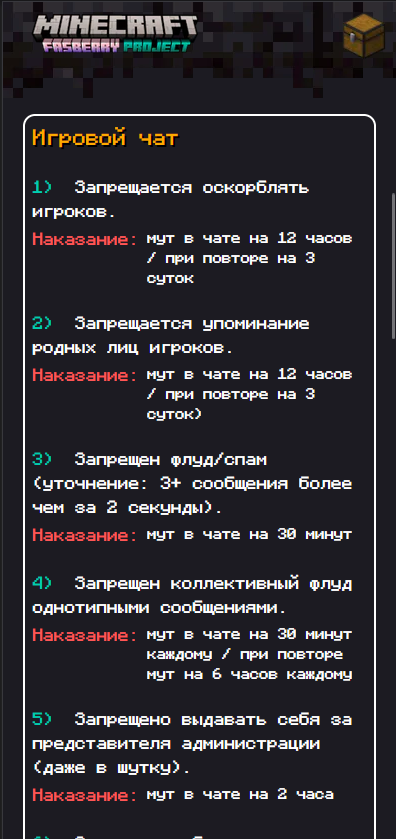 MINECRAFT
FASBERRY PROJECT
Игровой чат
1) Запрещается оскорблять
игроков.
Наказание: мут в чате на 12 часов
/ при повторе на 3
суток
2) Запрещается упоминание
родных лиц игроков.
Наказание: мут в чате на 12 часов
/ при повторе на 3
суток)
3) Запрещен флуд/спам
(уточнение: 3+ сообщения более
чем за 2 секунды).
Наказание: мут в чате на 30 минут
4) Запрещен коллективный флуд
однотипными сообщениями.
Наказание: мут в чате на 30 минут
каждому / при повторе
мут на 6 часов каждому
5) Запрещено выдавать себя за
представителя администрации
(даже в шутку).
Наказание: мут в чате на 2 часа